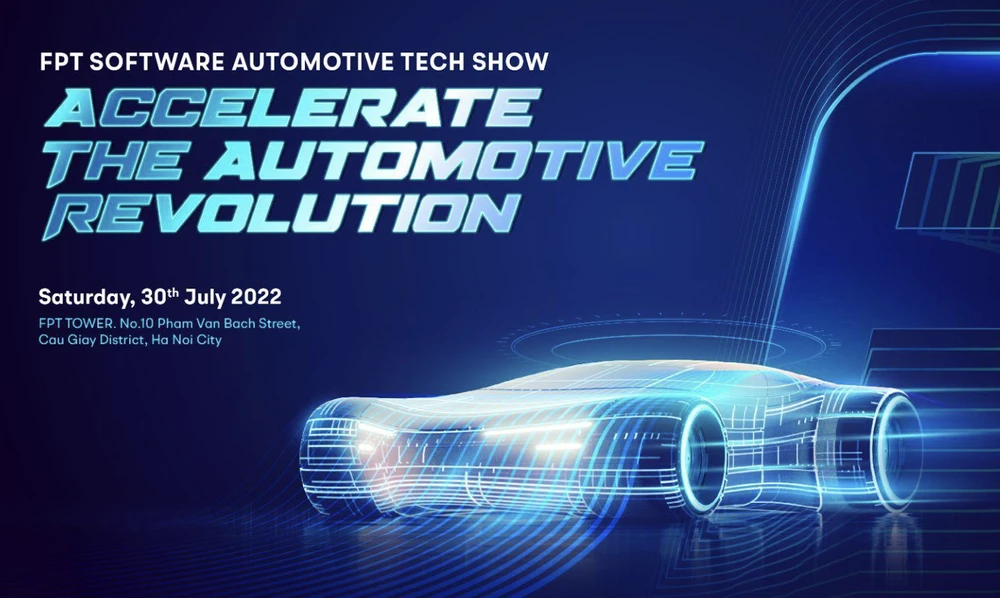 FPT SOFTWARE AUTOMOTIVE TECH SHOW
ACCELERATE
THE AUTOMOTIVE
REVOLUTION
Saturday, 30th July 2022
FPT TOWER. No.10 Pham Van Bach Street,
Cau Giay District, Ha Noi City